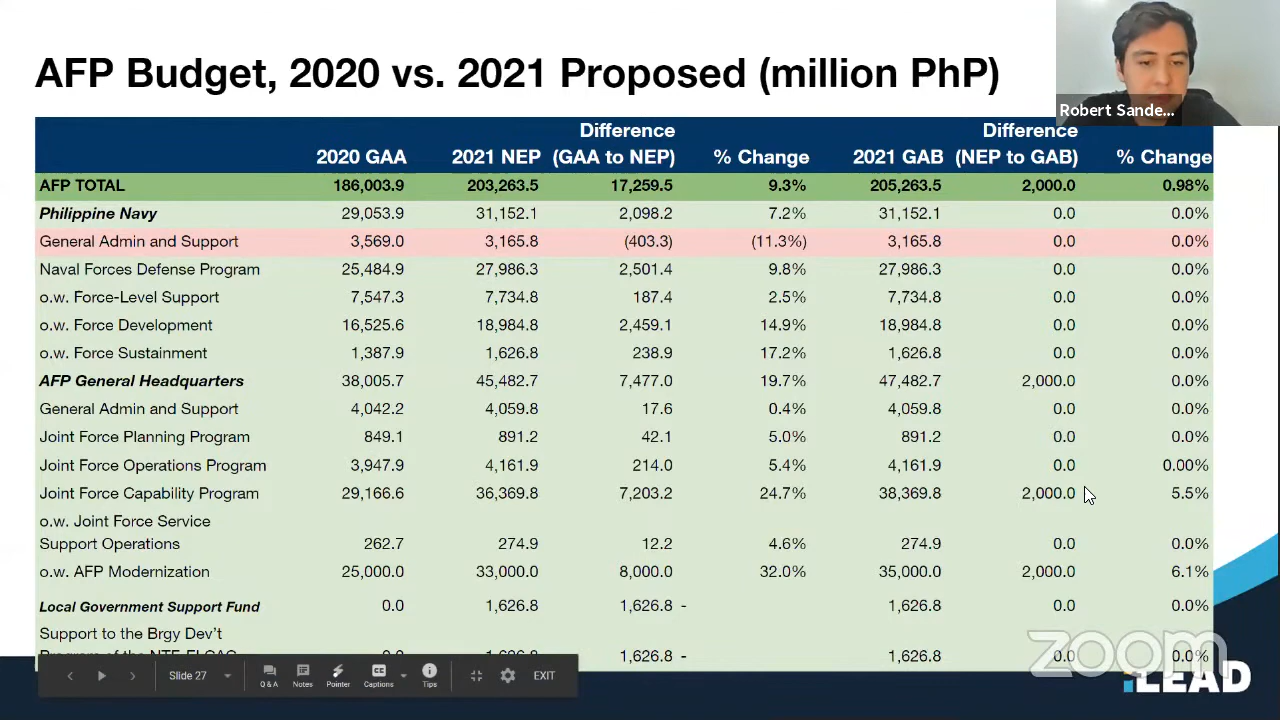 AFP Budget, 2020 vs. 2021 Proposed (million PhP)
Robert Sande...
2020 GAA 2021 NEP Difference (GAA to NEP) % Change 2021 GAB Difference (NEP to GAB) % Change
AFP TOTAL 186,003.9 203,263.5 17,259.5 9.3% 205,263.5 2,000.0 0.98%
Philippine Navy 29,053.9 31,152.1 2,098.2 7.2% 31,152.1 0.0 0.0%
General Admin and Support 3,569.0 3,165.8 (403.3) (11.3%) 3,165.8 0.0 0.0%
Naval Forces Defense Program 25,484.9 27,986.3 2,501.4 9.8% 27,986.3 0.0 0.0%
o.w. Force-Level Support 7,547.3 7,734.8 187.4 2.5% 7,734.8 0.0 0.0%
o.w. Force Development 16,525.6 18,984.8 2,459.1 14.9% 18,984.8 0.0 0.0%
o.w. Force Sustainment 1,387.9 1,626.8 238.9 17.2% 1,626.8 0.0 0.0%
AFP General Headquarters 38,005.7 45,482.7 7,477.0 19.7% 47,482.7 2,000.0 0.0%
General Admin and Support 4,042.2 4,059.8 17.6 0.4% 4,059.8 0.0 0.0%
Joint Force Planning Program 849.1 891.2 42.1 5.0% 891.2 0.0 0.0%
Joint Force Operations Program 3,947.9 4,161.9 214.0 5.4% 4,161.9 0.0 0.00%
Joint Force Capability Program 29,166.6 36,369.8 7,203.2 24.7% 38,369.8 2,000.0 5.5%
o.w. Joint Force Service
Support Operations 262.7 274.9 12.2 4.6% 274.9 0.0 0.0%
o.w. AFP Modernization 25,000.0 33,000.0 8,000.0 32.0% 35,000.0 2,000.0 6.1%
Local Government Support Fund 0.0 1,626.8 1,626.8 - 1,626.8 0.0 0.0%
Support to the Brgy Dev't
1,626.8 - 1,626.8 0.0 0.0%
Slide 27 Q & A Notes Pointer Captions Tips EXIT
zoom
iLEAD